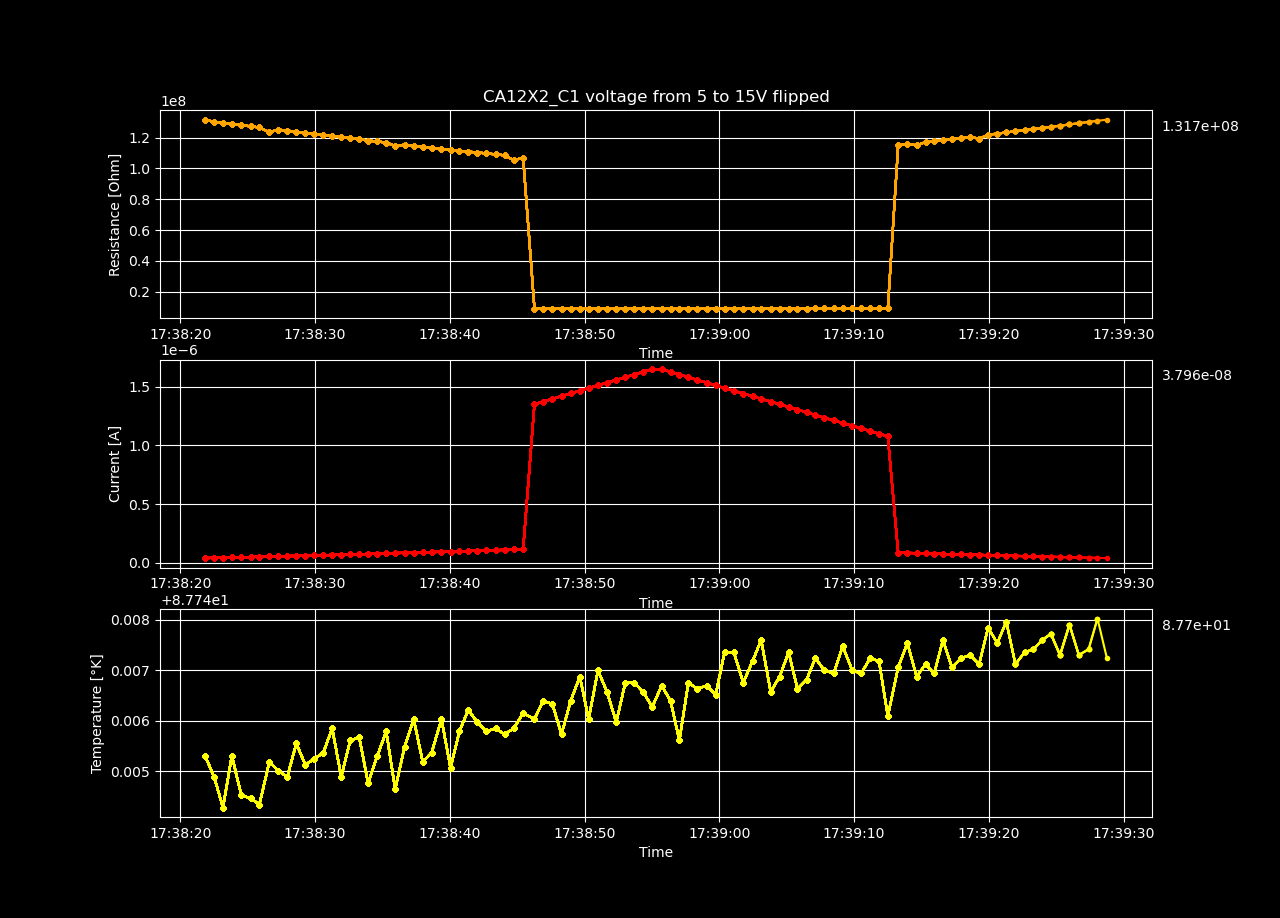 CA12X2_C1 voltage from 5 to 15V flipped
1e8
1.317e+08
Resistance [Ohm]
1.2
1.0
0.8
0.6
0.4
0.2
17:38:20 17:38:30 17:38:40 17:38:50 17:39:00 17:39:10 17:39:20 17:39:30
Time
1e−6
3.796e-08
Current [A]
1.5
1.0
0.5
0.0
17:38:20 17:38:30 17:38:40 17:38:50 17:39:00 17:39:10 17:39:20 17:39:30
Time
+8.774e1
8.77e+01
Temperature [°K]
0.008
0.007
0.006
0.005
17:38:20 17:38:30 17:38:40 17:38:50 17:39:00 17:39:10 17:39:20 17:39:30
Time